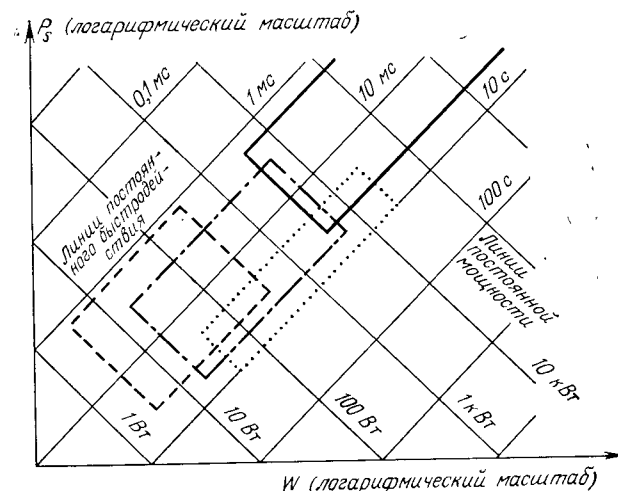 P_s (логарифмический масштаб)
0,1 мс
1 мс
10 мс
10 с
100 с
Линии постоян-
ного быстродей-
ствия
Линии
постоянной
мощности
1 Вт
10 Вт
100 Вт
1 кВт
10 кВт
W (логарифмический масштаб)